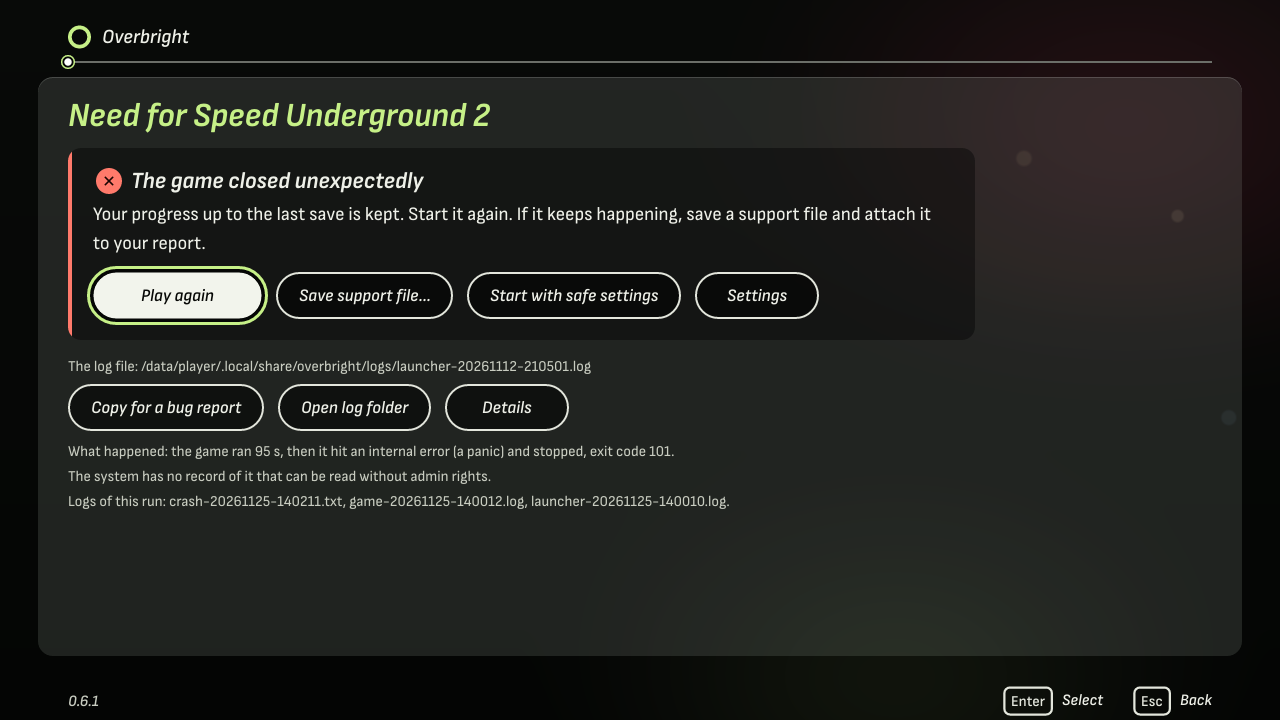 Overbright
Need for Speed Underground 2
The game closed unexpectedly
Your progress up to the last save is kept. Start it again. If it keeps happening, save a support file and attach it
to your report.
Play again
Save support file…
Start with safe settings
Settings
The log file: /data/player/.local/share/overbright/logs/launcher-20261112-210501.log
Copy for a bug report
Open log folder
Details
What happened: the game ran 95 s, then it hit an internal error (a panic) and stopped, exit code 101.
The system has no record of it that can be read without admin rights.
Logs of this run: crash-20261125-140211.txt, game-20261125-140012.log, launcher-20261125-140010.log.
0.6.1
Enter Select
Esc Back